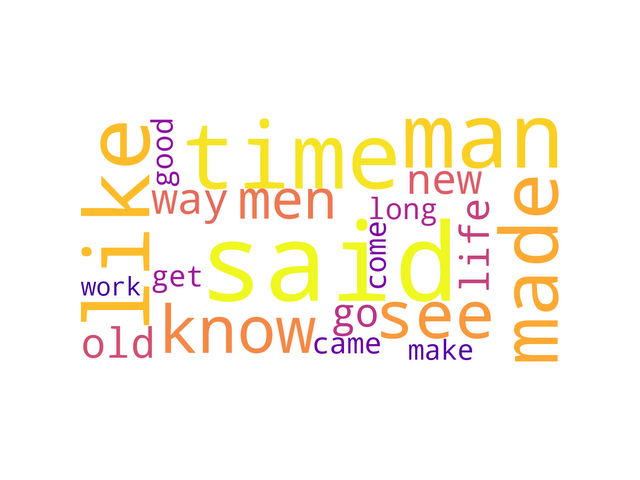 like
good
time
man
way
men
new
long
made
said
come
life
work
get
old
know
go
see
came
make